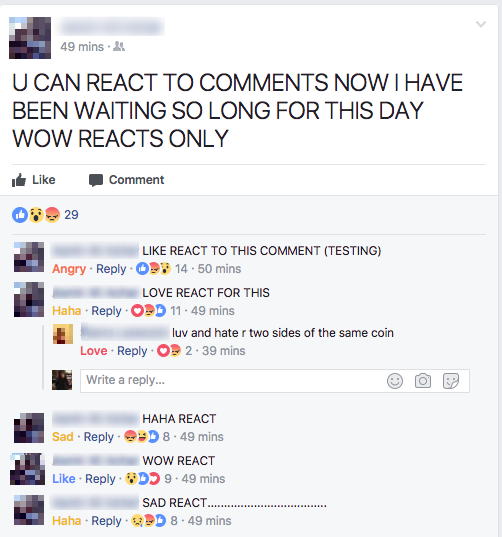 49 mins ·
U CAN REACT TO COMMENTS NOW I HAVE
BEEN WAITING SO LONG FOR THIS DAY
WOW REACTS ONLY
Like Comment
29
LIKE REACT TO THIS COMMENT (TESTING)
Angry · Reply · 14 · 50 mins
LOVE REACT FOR THIS
Haha · Reply · 11 · 49 mins
luv and hate r two sides of the same coin
Love · Reply · 2 · 39 mins
Write a reply...
HAHA REACT
Sad · Reply · 8 · 49 mins
WOW REACT
Like · Reply · 9 · 49 mins
SAD REACT....................................
Haha · Reply · 8 · 49 mins